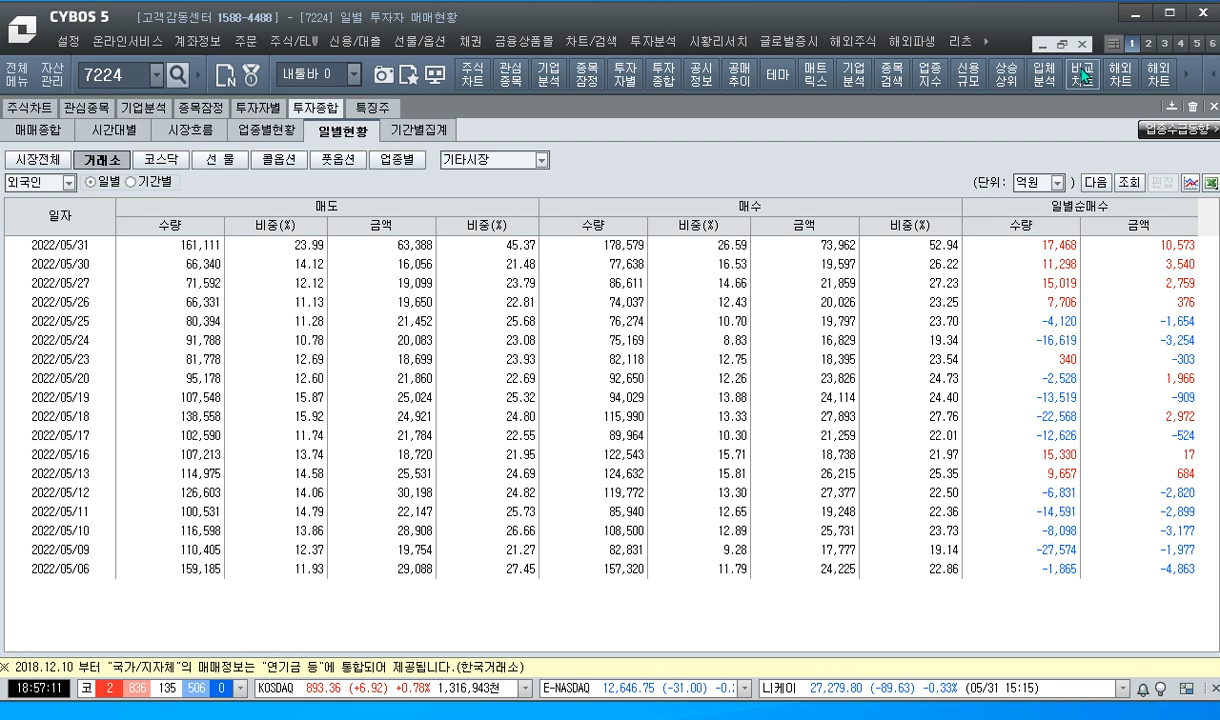 CYBOS 5 [고객감동센터 1588-4488] - [7224] 일별 투자자 매매현황
설정 온라인서비스 계좌정보 주문 주식/ELW 신용/대출 선물/옵션 채권 금융상품몰 차트/검색 투자분석 시황리서치 글로벌증시 해외주식 해외파생 리츠 1 2 3 4 5 6
전체메뉴 자산관리 7224 내툴바 0 주식차트 관심종목 기업분석 종목잠정 투자자별 투자종합 공시정보 공매추이 테마 매트릭스 기업분석 종목검색 업종지수 신용규모 상승상위 입체분석 비교차트 해외차트 해외차트
주식차트 관심종목 기업분석 종목잠정 투자자별 투자종합 특징주
매매종합 시간대별 시장흐름 업종별현황 일별현황 기간별집계 업종수급동향
시장전체 거래소 코스닥 선 물 콜옵션 풋옵션 업종별 기타시장
외국인 일별 기간별 (단위: 억원 ) 다음 조회 편집
일자 매도 매수 일별순매수
수량 비중(%) 금액 비중(%) 수량 비중(%) 금액 비중(%) 수량 금액
2022/05/31 161,111 23.99 63,388 45.37 178,579 26.59 73,962 52.94 17,468 10,573
2022/05/30 66,340 14.12 16,056 21.48 77,638 16.53 19,597 26.22 11,298 3,540
2022/05/27 71,592 12.12 19,099 23.79 86,611 14.66 21,859 27.23 15,019 2,759
2022/05/26 66,331 11.13 19,650 22.81 74,037 12.43 20,026 23.25 7,706 376
2022/05/25 80,394 11.28 21,452 25.68 76,274 10.70 19,797 23.70 -4,120 -1,654
2022/05/24 91,788 10.78 20,083 23.08 75,169 8.83 16,829 19.34 -16,619 -3,254
2022/05/23 81,778 12.69 18,699 23.93 82,118 12.75 18,395 23.54 340 -303
2022/05/20 95,178 12.60 21,860 22.69 92,650 12.26 23,826 24.73 -2,528 1,966
2022/05/19 107,548 15.87 25,024 25.32 94,029 13.88 24,114 24.40 -13,519 -909
2022/05/18 138,558 15.92 24,921 24.80 115,990 13.33 27,893 27.76 -22,568 2,972
2022/05/17 102,590 11.74 21,784 22.55 89,964 10.30 21,259 22.01 -12,626 -524
2022/05/16 107,213 13.74 18,720 21.95 122,543 15.71 18,738 21.97 15,330 17
2022/05/13 114,975 14.58 25,531 24.69 124,632 15.81 26,215 25.35 9,657 684
2022/05/12 126,603 14.06 30,198 24.82 119,772 13.30 27,377 22.50 -6,831 -2,820
2022/05/11 100,531 14.79 22,147 25.73 85,940 12.65 19,248 22.36 -14,591 -2,899
2022/05/10 116,598 13.86 28,908 26.66 108,500 12.89 25,731 23.73 -8,098 -3,177
2022/05/09 110,405 12.37 19,754 21.27 82,831 9.28 17,777 19.14 -27,574 -1,977
2022/05/06 159,185 11.93 29,088 27.45 157,320 11.79 24,225 22.86 -1,865 -4,863
※ 2018.12.10 부터 "국가/지자체"의 매매정보는 "연기금 등"에 통합되어 제공됩니다.(한국거래소)
18:57:11 코 2 836 135 506 0 KOSDAQ 893.36 (+6.92) +0.78% 1,316,943천 E-NASDAQ 12,646.75 (-31.00) 니케이 27,279.80 (-89.63) -0.33% (05/31 15:15)